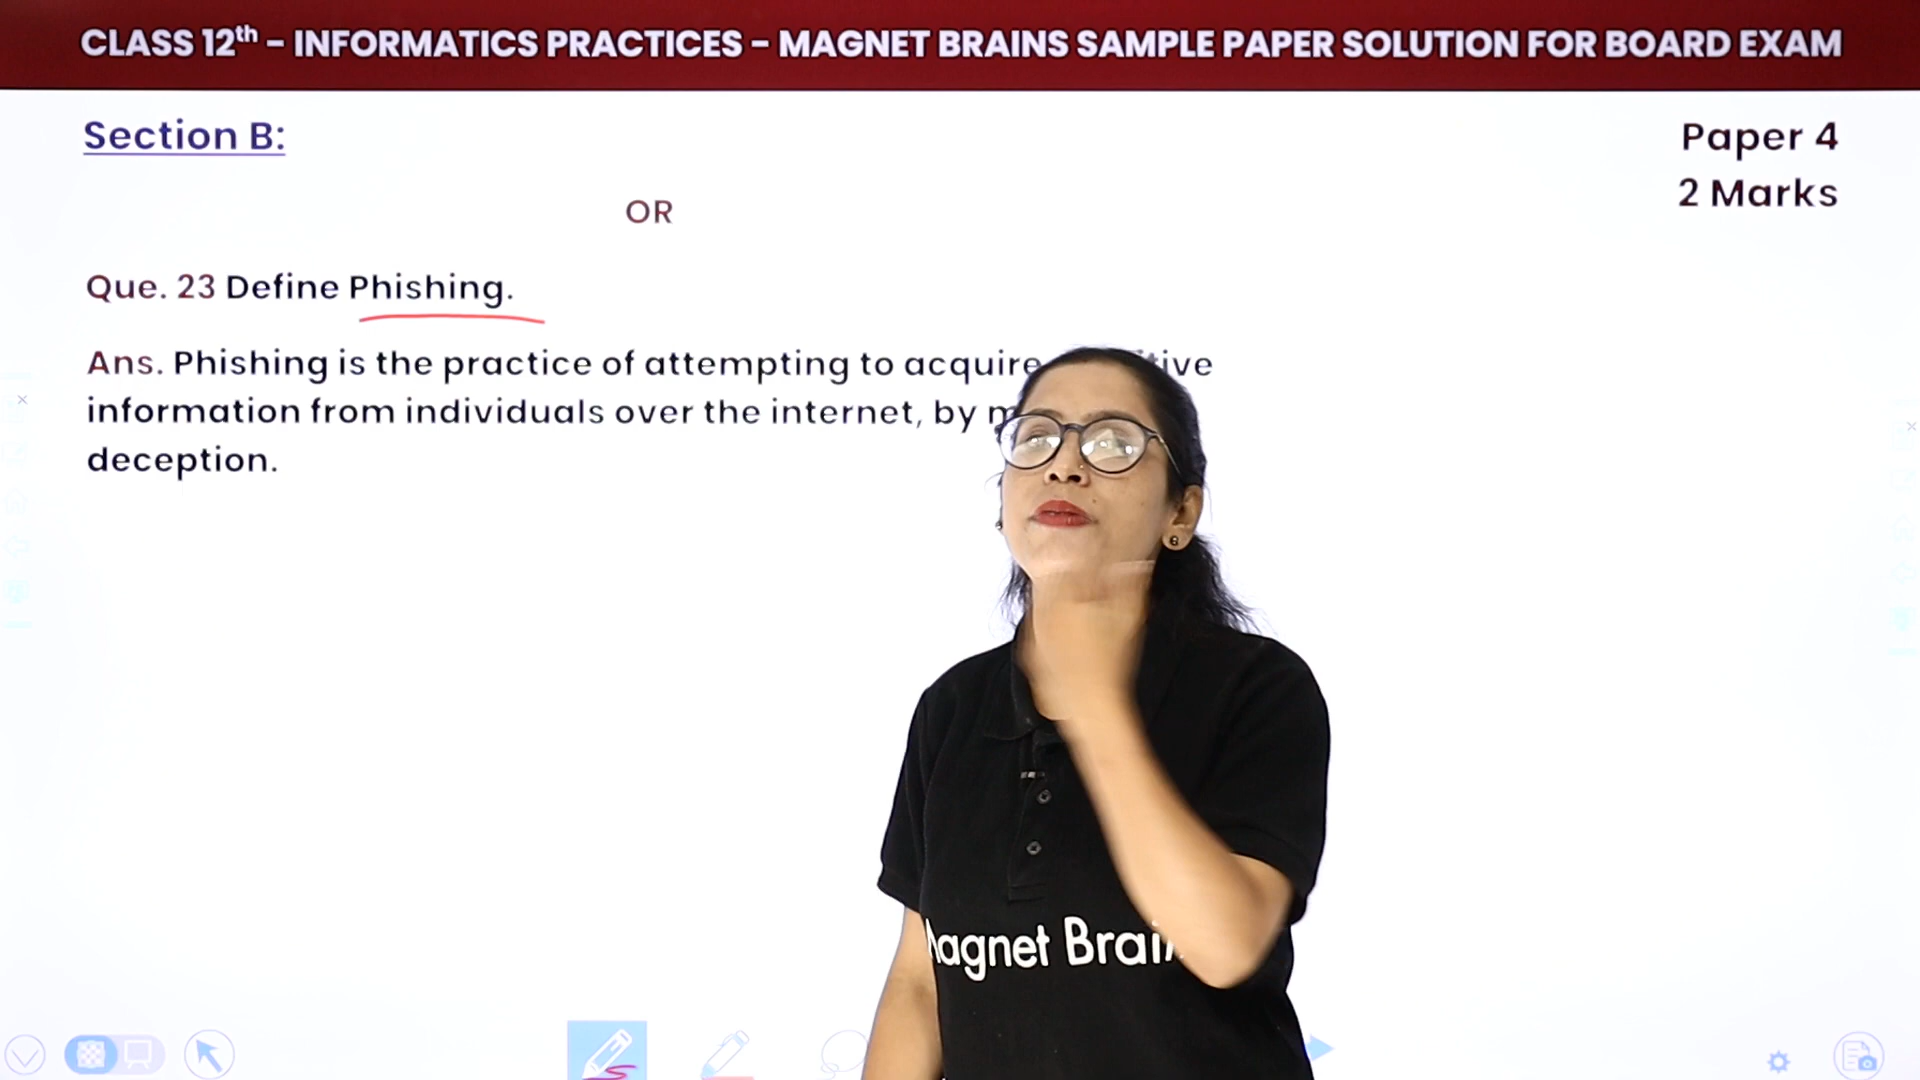 CLASS 12th - INFORMATICS PRACTICES - MAGNET BRAINS SAMPLE PAPER SOLUTION FOR BOARD EXAM
Section B:
Paper 4
2 Marks
OR
Que. 23 Define Phishing.
Ans. Phishing is the practice of attempting to acquire
information from individuals over the internet, by
deception.
agnet Brain